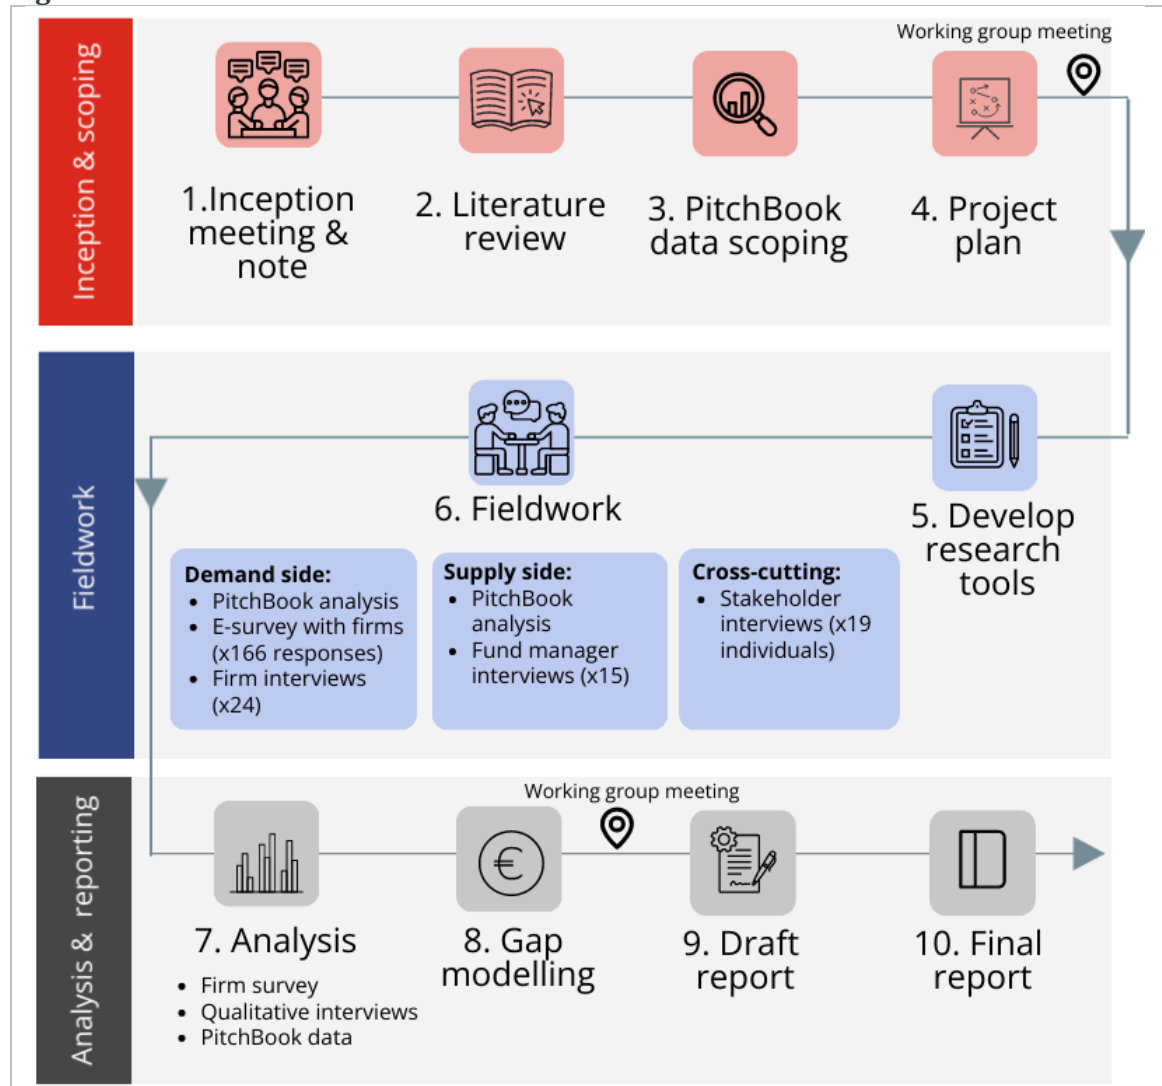 Working group meeting
Inception & scoping
1.Inception
meeting &
note
2. Literature
review
3. PitchBook
data scoping
4. Project
plan
Fieldwork
6. Fieldwork
5. Develop
research
tools
Demand side:
• PitchBook analysis
• E-survey with firms
(x166 responses)
• Firm interviews
(x24)
Supply side:
• PitchBook
analysis
• Fund manager
interviews (x15)
Cross-cutting:
• Stakeholder
interviews (x19
individuals)
Analysis & reporting
Working group meeting
7. Analysis
• Firm survey
• Qualitative interviews
• PitchBook data
8. Gap
modelling
9. Draft
report
10. Final
report